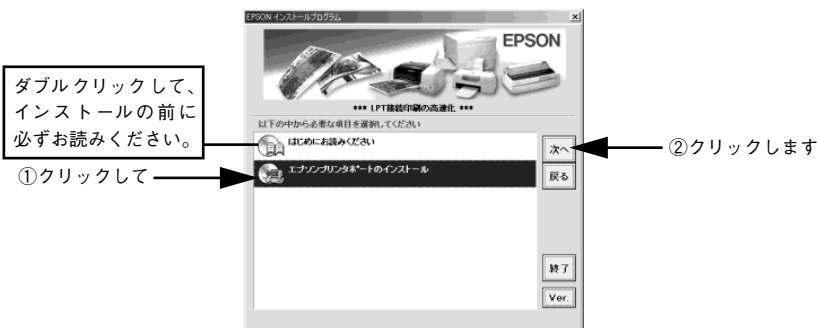 EPSON インストールプログラム
EPSON
*** LPT接続印刷の高速化 ***
以下の中から必要な項目を選択してください
はじめにお読みください
エプソンプリンタポートのインストール
次へ
戻る
終了
Ver.
ダブルクリックして、
インストールの前に
必ずお読みください。
①クリックして
②クリックします